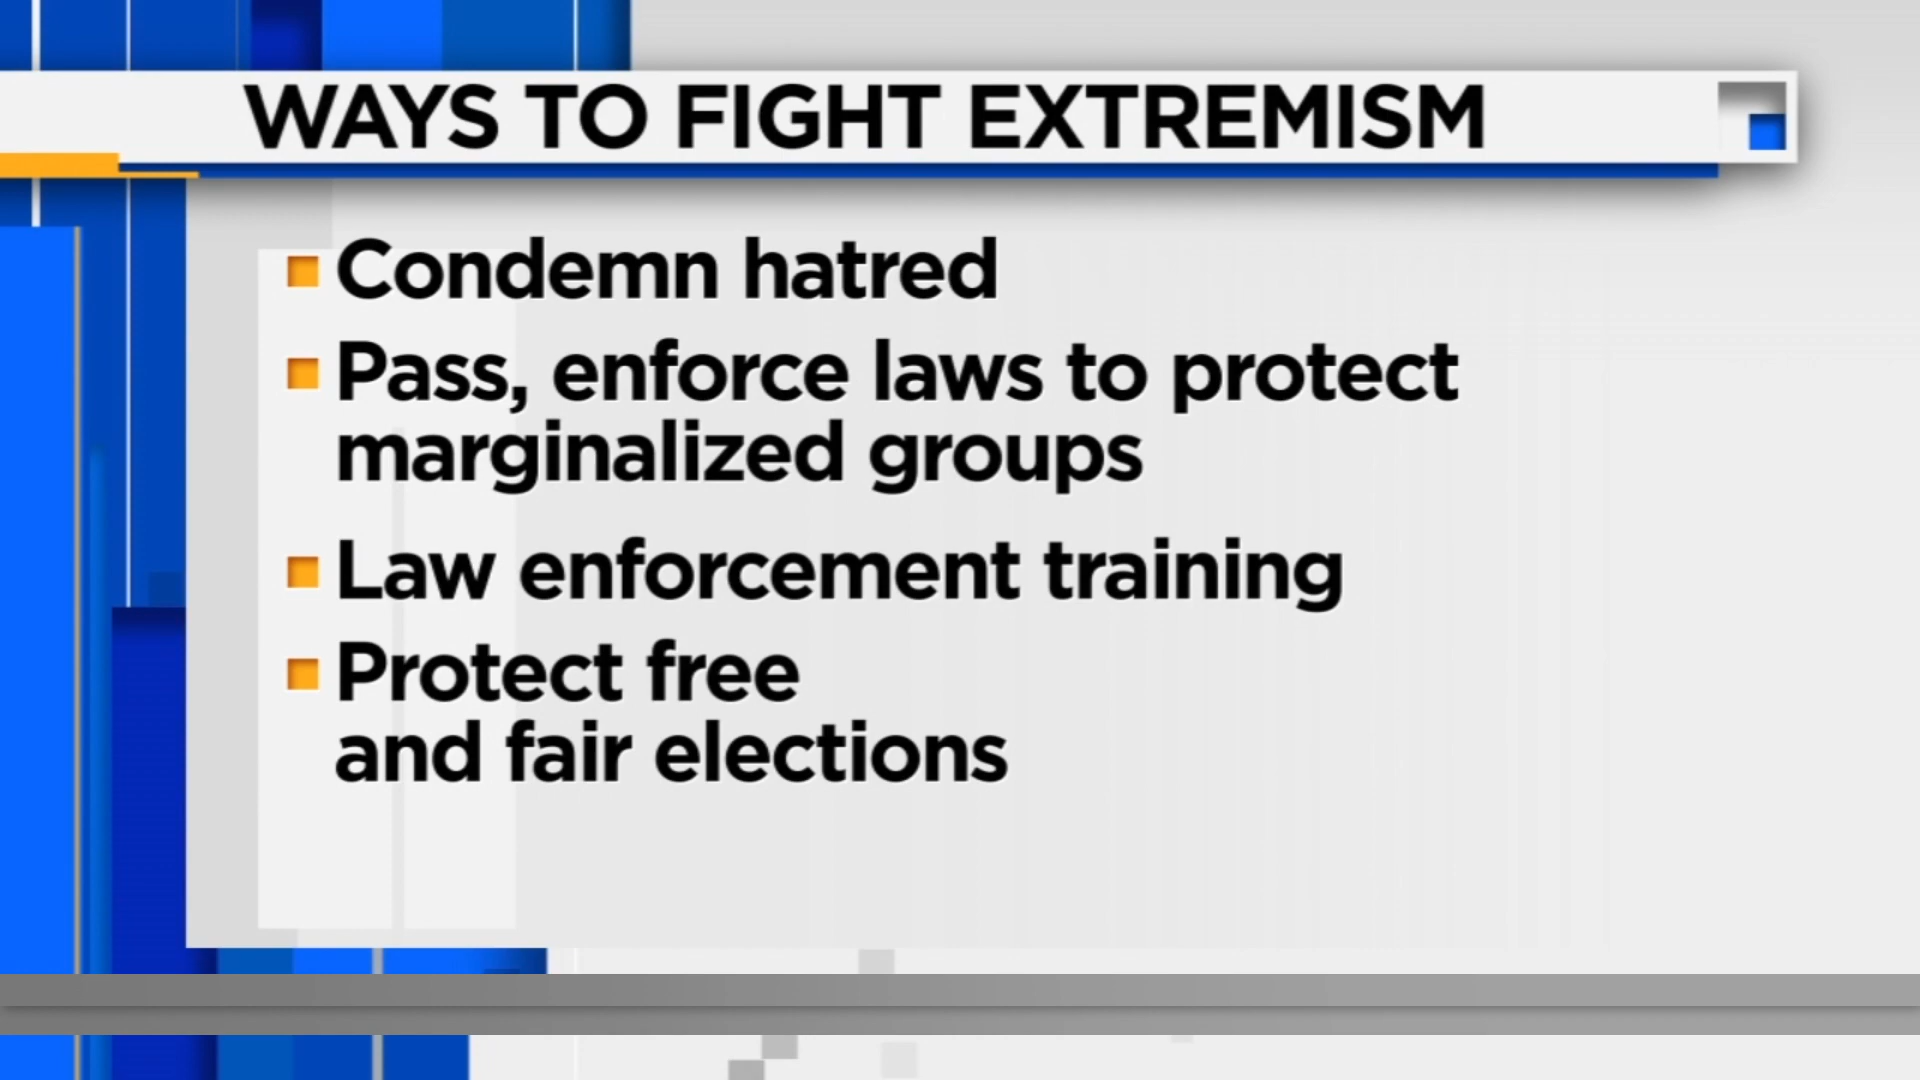 WAYS TO FIGHT EXTREMISM
Condemn hatred
Pass, enforce laws to protect
marginalized groups
Law enforcement training
Protect free
and fair elections